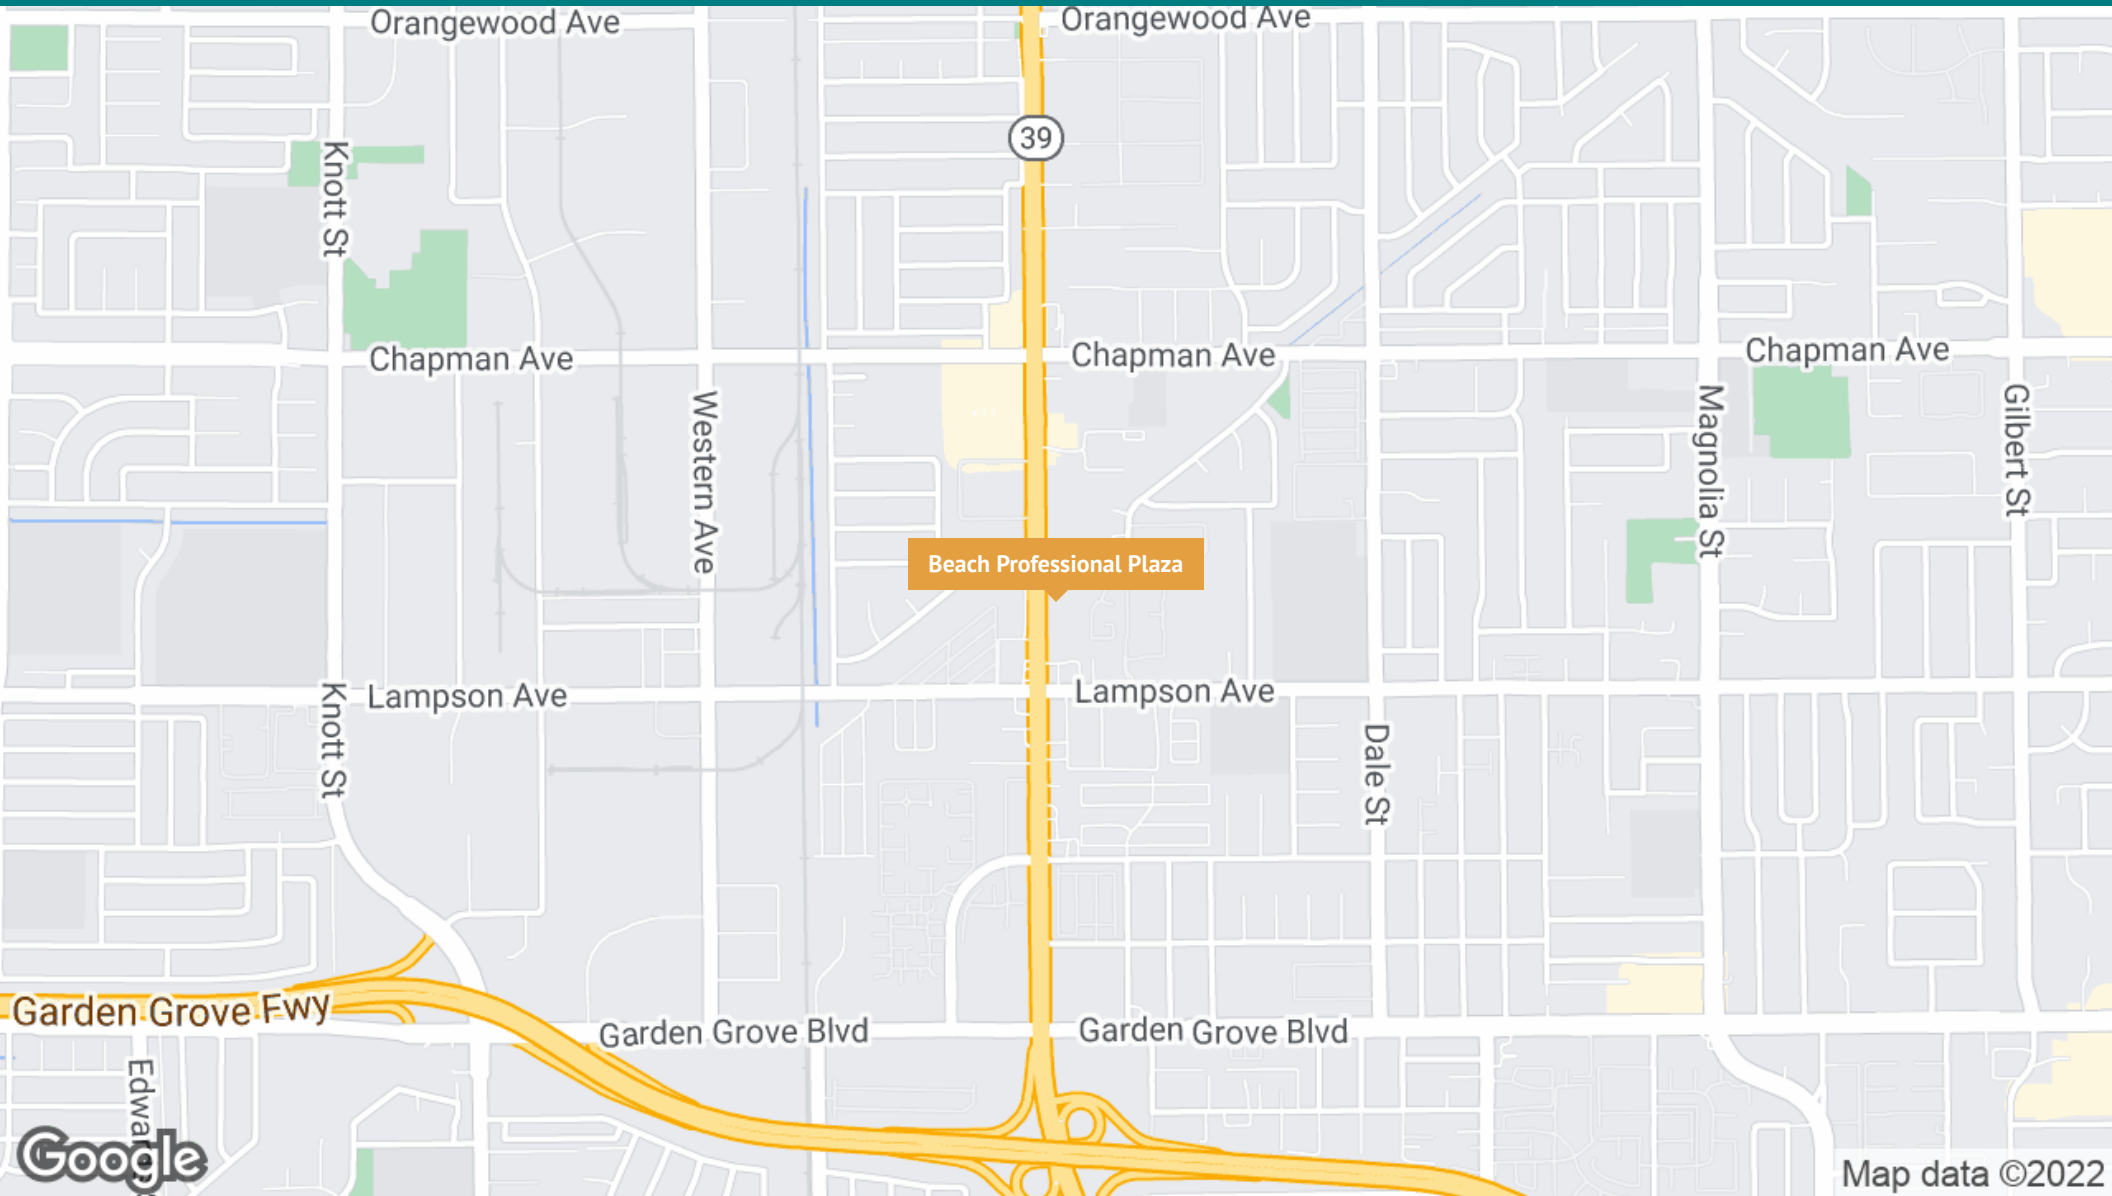 Orangewood Ave
Orangewood Ave
39
Knott St
Chapman Ave
Chapman Ave
Chapman Ave
Western Ave
Magnolia St
Gilbert St
Beach Professional Plaza
Knott St
Lampson Ave
Lampson Ave
Dale St
Garden Grove Fwy
Garden Grove Blvd
Garden Grove Blvd
Google
Map data ©2022